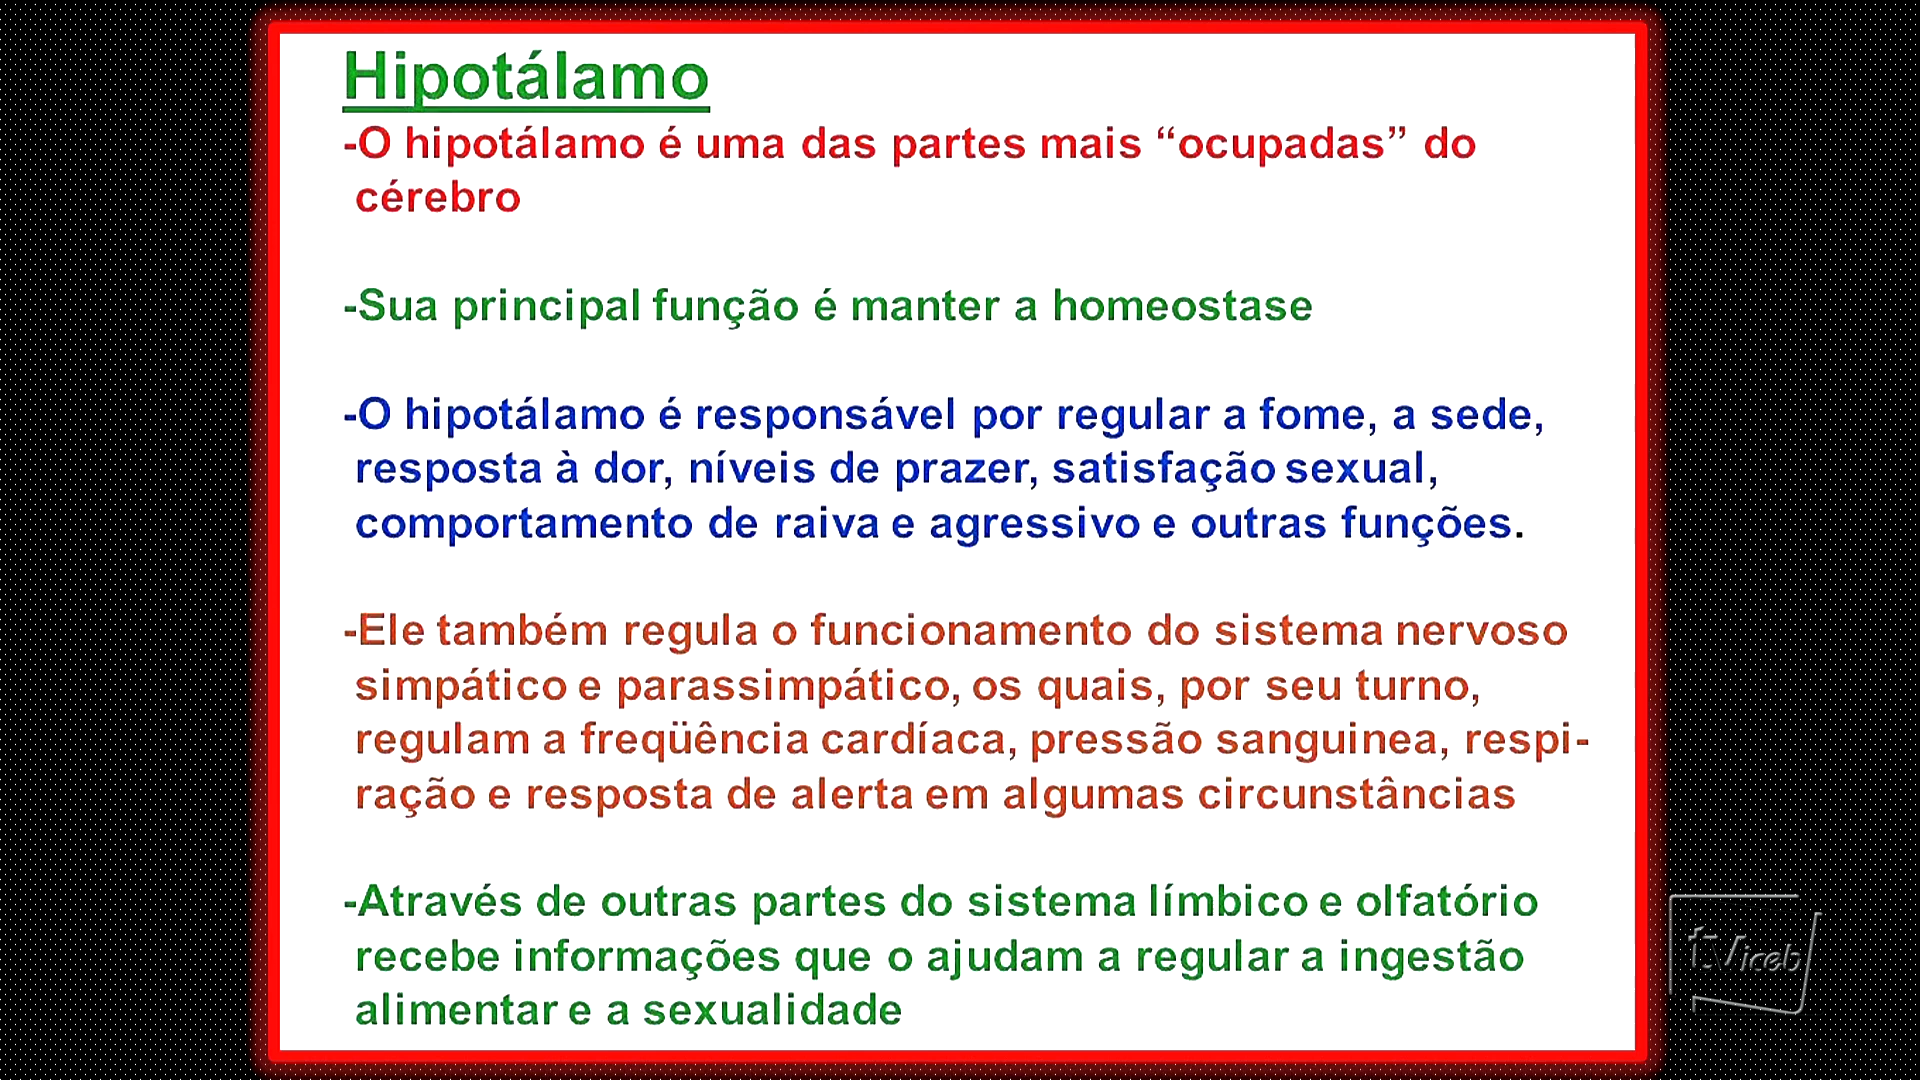 Hipotálamo
-O hipotálamo é uma das partes mais “ocupadas” do
cérebro
-Sua principal função é manter a homeostase
-O hipotálamo é responsável por regular a fome, a sede,
resposta à dor, níveis de prazer, satisfação sexual,
comportamento de raiva e agressivo e outras funções.
-Ele também regula o funcionamento do sistema nervoso
simpático e parassimpático, os quais, por seu turno,
regulam a freqüência cardíaca, pressão sanguinea, respi-
ração e resposta de alerta em algumas circunstâncias
-Através de outras partes do sistema límbico e olfatório
recebe informações que o ajudam a regular a ingestão
alimentar e a sexualidade
tViceb